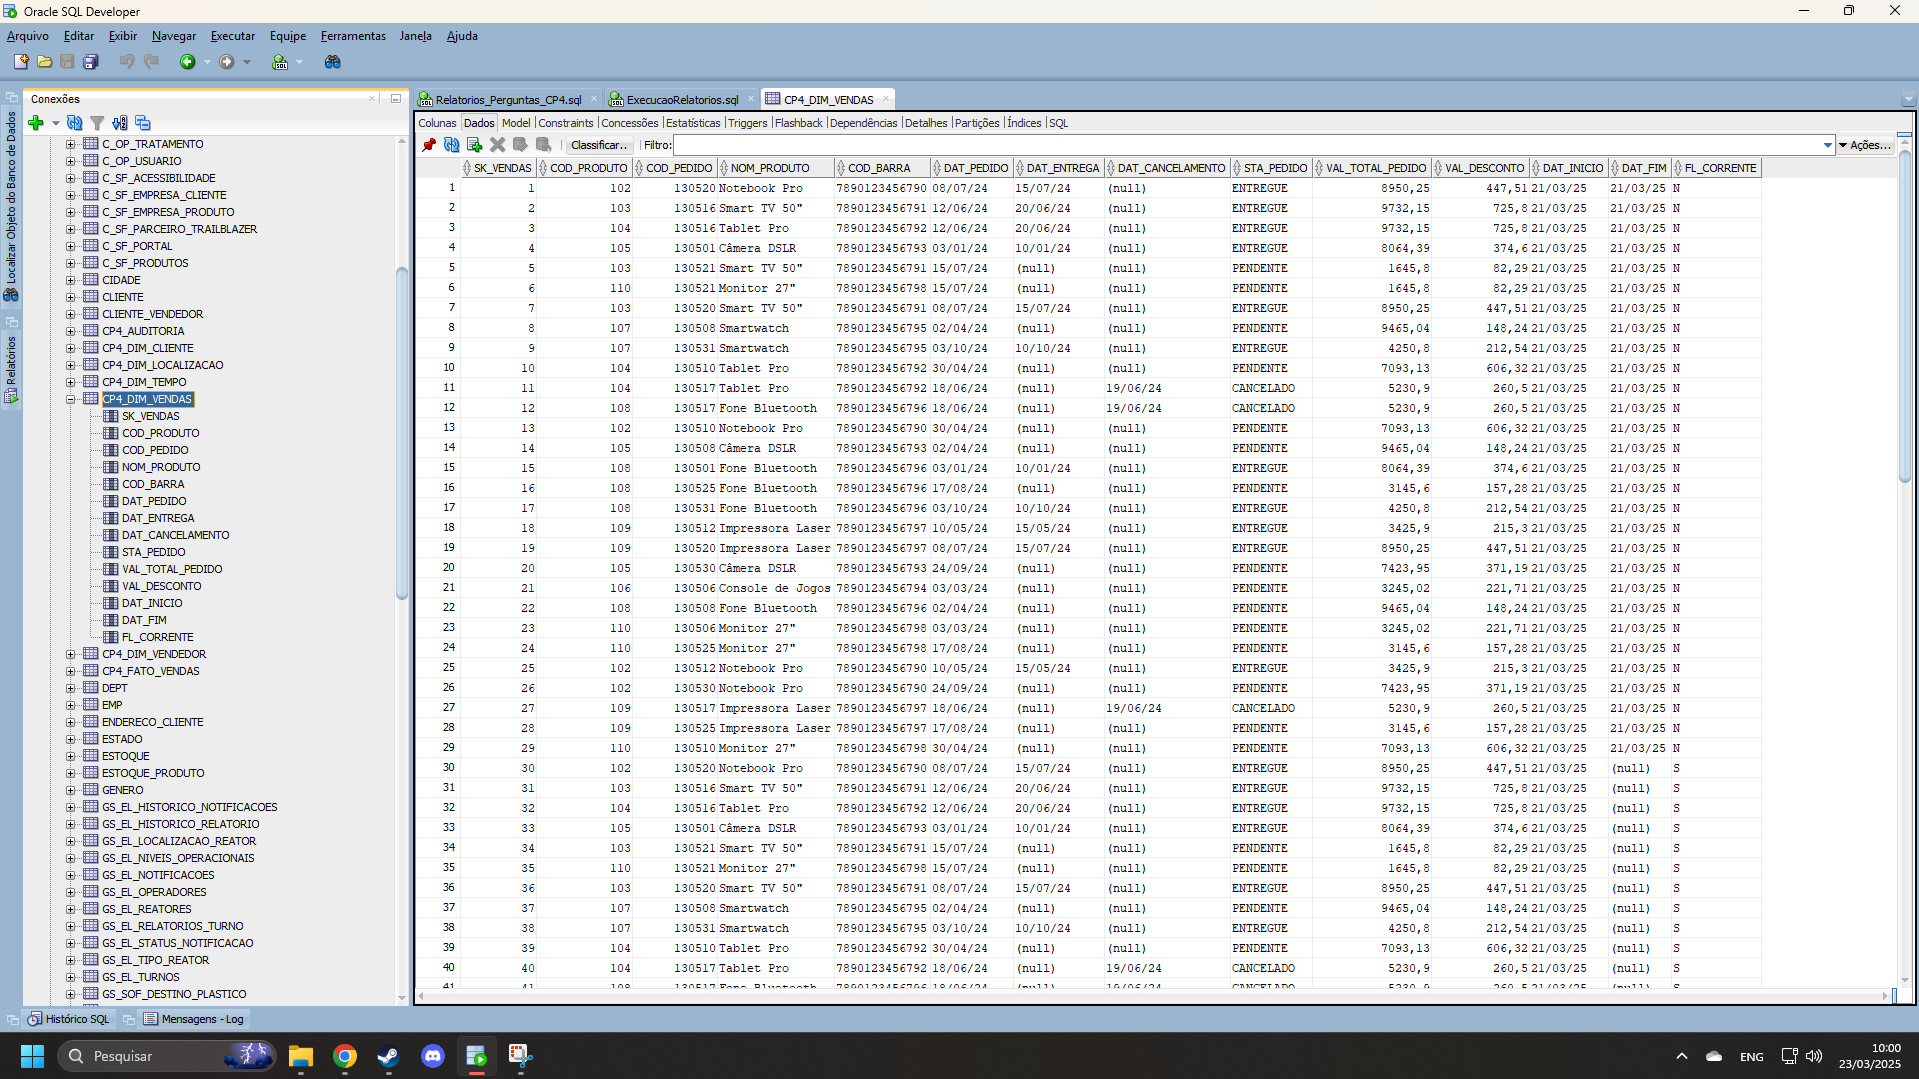 Oracle SQL Developer
Arquivo Editar Exibir Navegar Executar Equipe Ferramentas Janela Ajuda
Conexões
Relatorios_Perguntas_CP4.sql ExecucaoRelatorios.sql CP4_DIM_VENDAS
Colunas Dados Model Constraints Concessões Estatísticas Triggers Flashback Dependências Detalhes Partições Índices SQL
Classificar.. Filtro: Ações...
Localizar Objeto do Banco de Dados
Relatórios
C_OP_TRATAMENTO
C_OP_USUARIO
C_SF_ACESSIBILIDADE
C_SF_EMPRESA_CLIENTE
C_SF_EMPRESA_PRODUTO
C_SF_PARCEIRO_TRAILBLAZER
C_SF_PORTAL
C_SF_PRODUTOS
CIDADE
CLIENTE
CLIENTE_VENDEDOR
CP4_AUDITORIA
CP4_DIM_CLIENTE
CP4_DIM_LOCALIZACAO
CP4_DIM_TEMPO
CP4_DIM_VENDAS
SK_VENDAS
COD_PRODUTO
COD_PEDIDO
NOM_PRODUTO
COD_BARRA
DAT_PEDIDO
DAT_ENTREGA
DAT_CANCELAMENTO
STA_PEDIDO
VAL_TOTAL_PEDIDO
VAL_DESCONTO
DAT_INICIO
DAT_FIM
FL_CORRENTE
CP4_DIM_VENDEDOR
CP4_FATO_VENDAS
DEPT
EMP
ENDERECO_CLIENTE
ESTADO
ESTOQUE
ESTOQUE_PRODUTO
GENERO
GS_EL_HISTORICO_NOTIFICACOES
GS_EL_HISTORICO_RELATORIO
GS_EL_LOCALIZACAO_REATOR
GS_EL_NIVEIS_OPERACIONAIS
GS_EL_NOTIFICACOES
GS_EL_OPERADORES
GS_EL_REATORES
GS_EL_RELATORIOS_TURNO
GS_EL_STATUS_NOTIFICACAO
GS_EL_TIPO_REATOR
GS_EL_TURNOS
GS_SOF_DESTINO_PLASTICO
SK_VENDAS COD_PRODUTO COD_PEDIDO NOM_PRODUTO COD_BARRA DAT_PEDIDO DAT_ENTREGA DAT_CANCELAMENTO STA_PEDIDO VAL_TOTAL_PEDIDO VAL_DESCONTO DAT_INICIO DAT_FIM FL_CORRENTE
1 1 102 130520 Notebook Pro 7890123456790 08/07/24 15/07/24 (null) ENTREGUE 8950,25 447,51 21/03/25 21/03/25 N
2 2 103 130516 Smart TV 50" 7890123456791 12/06/24 20/06/24 (null) ENTREGUE 9732,15 725,8 21/03/25 21/03/25 N
3 3 104 130516 Tablet Pro 7890123456792 12/06/24 20/06/24 (null) ENTREGUE 9732,15 725,8 21/03/25 21/03/25 N
4 4 105 130501 Câmera DSLR 7890123456793 03/01/24 10/01/24 (null) ENTREGUE 8064,39 374,6 21/03/25 21/03/25 N
5 5 103 130521 Smart TV 50" 7890123456791 15/07/24 (null) (null) PENDENTE 1645,8 82,29 21/03/25 21/03/25 N
6 6 110 130521 Monitor 27" 7890123456798 15/07/24 (null) (null) PENDENTE 1645,8 82,29 21/03/25 21/03/25 N
7 7 103 130520 Smart TV 50" 7890123456791 08/07/24 15/07/24 (null) ENTREGUE 8950,25 447,51 21/03/25 21/03/25 N
8 8 107 130508 Smartwatch 7890123456795 02/04/24 (null) (null) PENDENTE 9465,04 148,24 21/03/25 21/03/25 N
9 9 107 130531 Smartwatch 7890123456795 03/10/24 10/10/24 (null) ENTREGUE 4250,8 212,54 21/03/25 21/03/25 N
10 10 104 130510 Tablet Pro 7890123456792 30/04/24 (null) (null) PENDENTE 7093,13 606,32 21/03/25 21/03/25 N
11 11 104 130517 Tablet Pro 7890123456792 18/06/24 (null) 19/06/24 CANCELADO 5230,9 260,5 21/03/25 21/03/25 N
12 12 108 130517 Fone Bluetooth 7890123456796 18/06/24 (null) 19/06/24 CANCELADO 5230,9 260,5 21/03/25 21/03/25 N
13 13 102 130510 Notebook Pro 7890123456790 30/04/24 (null) (null) PENDENTE 7093,13 606,32 21/03/25 21/03/25 N
14 14 105 130508 Câmera DSLR 7890123456793 02/04/24 (null) (null) PENDENTE 9465,04 148,24 21/03/25 21/03/25 N
15 15 108 130501 Fone Bluetooth 7890123456796 03/01/24 10/01/24 (null) ENTREGUE 8064,39 374,6 21/03/25 21/03/25 N
16 16 108 130525 Fone Bluetooth 7890123456796 17/08/24 (null) (null) PENDENTE 3145,6 157,28 21/03/25 21/03/25 N
17 17 108 130531 Fone Bluetooth 7890123456796 03/10/24 10/10/24 (null) ENTREGUE 4250,8 212,54 21/03/25 21/03/25 N
18 18 109 130512 Impressora Laser 7890123456797 10/05/24 15/05/24 (null) ENTREGUE 3425,9 215,3 21/03/25 21/03/25 N
19 19 109 130520 Impressora Laser 7890123456797 08/07/24 15/07/24 (null) ENTREGUE 8950,25 447,51 21/03/25 21/03/25 N
20 20 105 130530 Câmera DSLR 7890123456793 24/09/24 (null) (null) PENDENTE 7423,95 371,19 21/03/25 21/03/25 N
21 21 106 130506 Console de Jogos 7890123456794 03/03/24 (null) (null) PENDENTE 3245,02 221,71 21/03/25 21/03/25 N
22 22 108 130508 Fone Bluetooth 7890123456796 02/04/24 (null) (null) PENDENTE 9465,04 148,24 21/03/25 21/03/25 N
23 23 110 130506 Monitor 27" 7890123456798 03/03/24 (null) (null) PENDENTE 3245,02 221,71 21/03/25 21/03/25 N
24 24 110 130525 Monitor 27" 7890123456798 17/08/24 (null) (null) PENDENTE 3145,6 157,28 21/03/25 21/03/25 N
25 25 102 130512 Notebook Pro 7890123456790 10/05/24 15/05/24 (null) ENTREGUE 3425,9 215,3 21/03/25 21/03/25 N
26 26 102 130530 Notebook Pro 7890123456790 24/09/24 (null) (null) PENDENTE 7423,95 371,19 21/03/25 21/03/25 N
27 27 109 130517 Impressora Laser 7890123456797 18/06/24 (null) 19/06/24 CANCELADO 5230,9 260,5 21/03/25 21/03/25 N
28 28 109 130525 Impressora Laser 7890123456797 17/08/24 (null) (null) PENDENTE 3145,6 157,28 21/03/25 21/03/25 N
29 29 110 130510 Monitor 27" 7890123456798 30/04/24 (null) (null) PENDENTE 7093,13 606,32 21/03/25 21/03/25 N
30 30 102 130520 Notebook Pro 7890123456790 08/07/24 15/07/24 (null) ENTREGUE 8950,25 447,51 21/03/25 (null) S
31 31 103 130516 Smart TV 50" 7890123456791 12/06/24 20/06/24 (null) ENTREGUE 9732,15 725,8 21/03/25 (null) S
32 32 104 130516 Tablet Pro 7890123456792 12/06/24 20/06/24 (null) ENTREGUE 9732,15 725,8 21/03/25 (null) S
33 33 105 130501 Câmera DSLR 7890123456793 03/01/24 10/01/24 (null) ENTREGUE 8064,39 374,6 21/03/25 (null) S
34 34 103 130521 Smart TV 50" 7890123456791 15/07/24 (null) (null) PENDENTE 1645,8 82,29 21/03/25 (null) S
35 35 110 130521 Monitor 27" 7890123456798 15/07/24 (null) (null) PENDENTE 1645,8 82,29 21/03/25 (null) S
36 36 103 130520 Smart TV 50" 7890123456791 08/07/24 15/07/24 (null) ENTREGUE 8950,25 447,51 21/03/25 (null) S
37 37 107 130508 Smartwatch 7890123456795 02/04/24 (null) (null) PENDENTE 9465,04 148,24 21/03/25 (null) S
38 38 107 130531 Smartwatch 7890123456795 03/10/24 10/10/24 (null) ENTREGUE 4250,8 212,54 21/03/25 (null) S
39 39 104 130510 Tablet Pro 7890123456792 30/04/24 (null) (null) PENDENTE 7093,13 606,32 21/03/25 (null) S
40 40 104 130517 Tablet Pro 7890123456792 18/06/24 (null) 19/06/24 CANCELADO 5230,9 260,5 21/03/25 (null) S
41 41 108 130517 Fone Bluetooth 7890123456796 18/06/24 (null) 19/06/24 CANCELADO 5230,9 260,5 21/03/25 (null) S
Histórico SQL Mensagens - Log
Pesquisar
ENG
10:00
23/03/2025